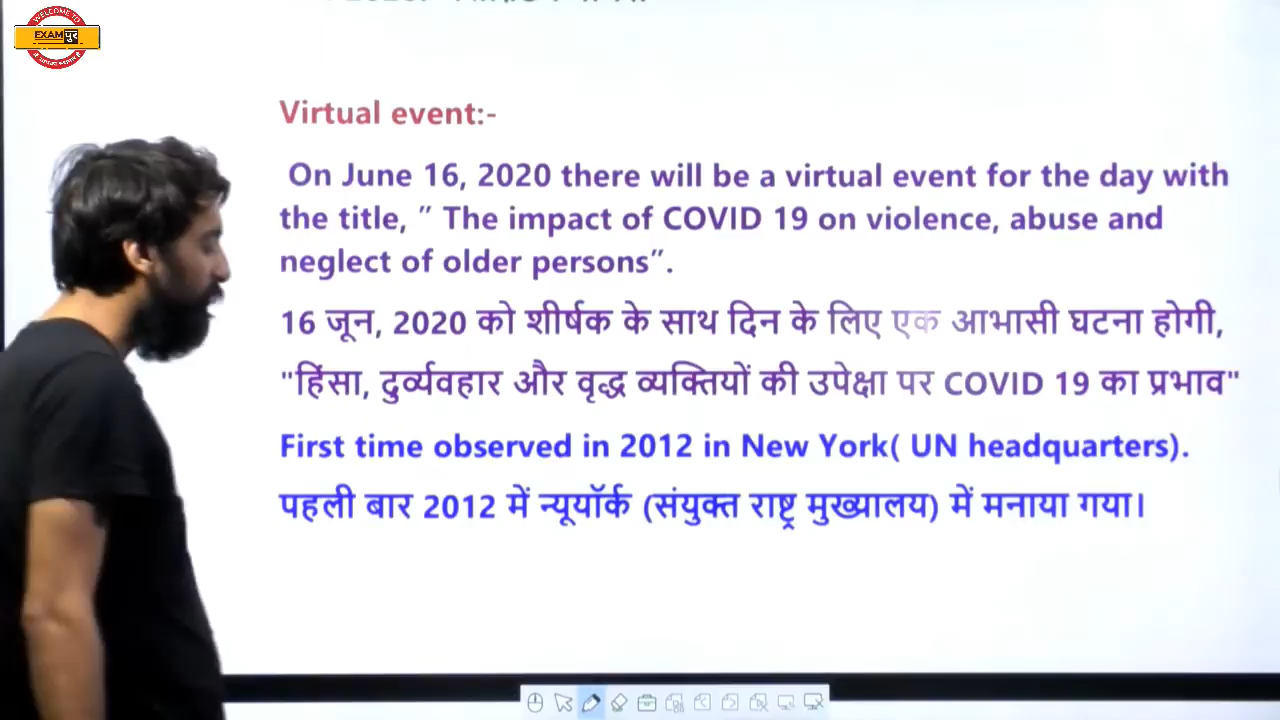 WELCOME TO
EXAMपुर
Virtual event:-
On June 16, 2020 there will be a virtual event for the day with
the title, ” The impact of COVID 19 on violence, abuse and
neglect of older persons”.
16 जून, 2020 को शीर्षक के साथ दिन के लिए एक आभासी घटना होगी,
"हिंसा, दुर्व्यवहार और वृद्ध व्यक्तियों की उपेक्षा पर COVID 19 का प्रभाव"
First time observed in 2012 in New York( UN headquarters).
पहली बार 2012 में न्यूयॉर्क (संयुक्त राष्ट्र मुख्यालय) में मनाया गया।